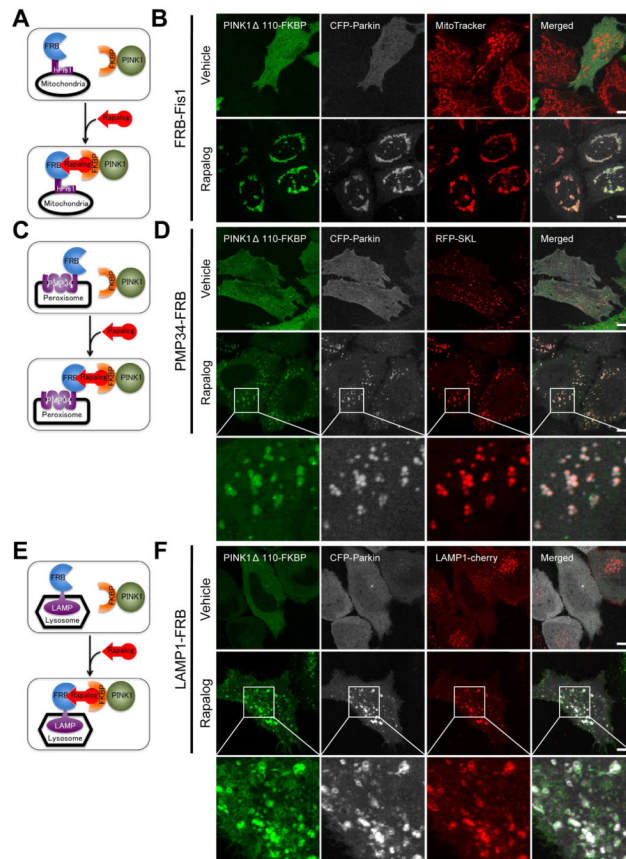 A
FRB
hFis1
Mitochondria
FKBP
PINK1
Rapalog
FRB
Rapalog
FKBP
PINK1
hFis1
Mitochondria
B
PINK1Δ 110-FKBP
CFP-Parkin
MitoTracker
Merged
FRB-Fis1
Vehicle
Rapalog
C
FRB
PMP34
Peroxisome
FKBP
PINK1
Rapalog
FRB
Rapalog
FKBP
PINK1
PMP34
Peroxisome
D
PINK1Δ 110-FKBP
CFP-Parkin
RFP-SKL
Merged
PMP34-FRB
Vehicle
Rapalog
E
FRB
LAMP
Lysosome
FKBP
PINK1
Rapalog
FRB
Rapalog
FKBP
PINK1
LAMP
Lysosome
F
PINK1Δ 110-FKBP
CFP-Parkin
LAMP1-cherry
Merged
LAMP1-FRB
Vehicle
Rapalog